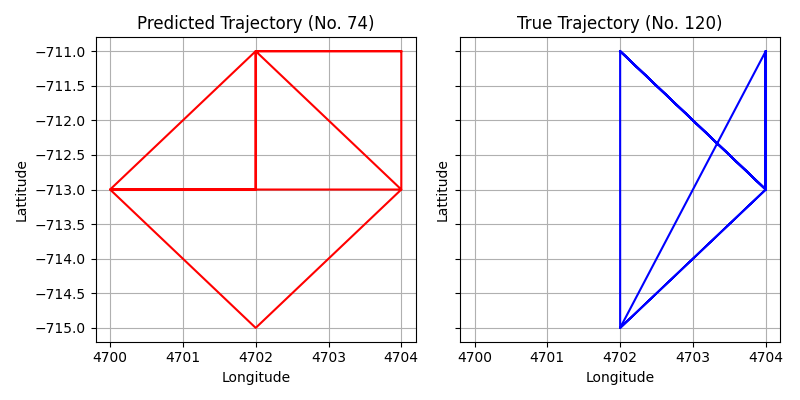 Predicted Trajectory (No. 74)
True Trajectory (No. 120)
−711.0
−711.5
−712.0
−712.5
−713.0
−713.5
−714.0
−714.5
−715.0
Lattitude
Lattitude
4700 4701 4702 4703 4704
4700 4701 4702 4703 4704
Longitude
Longitude